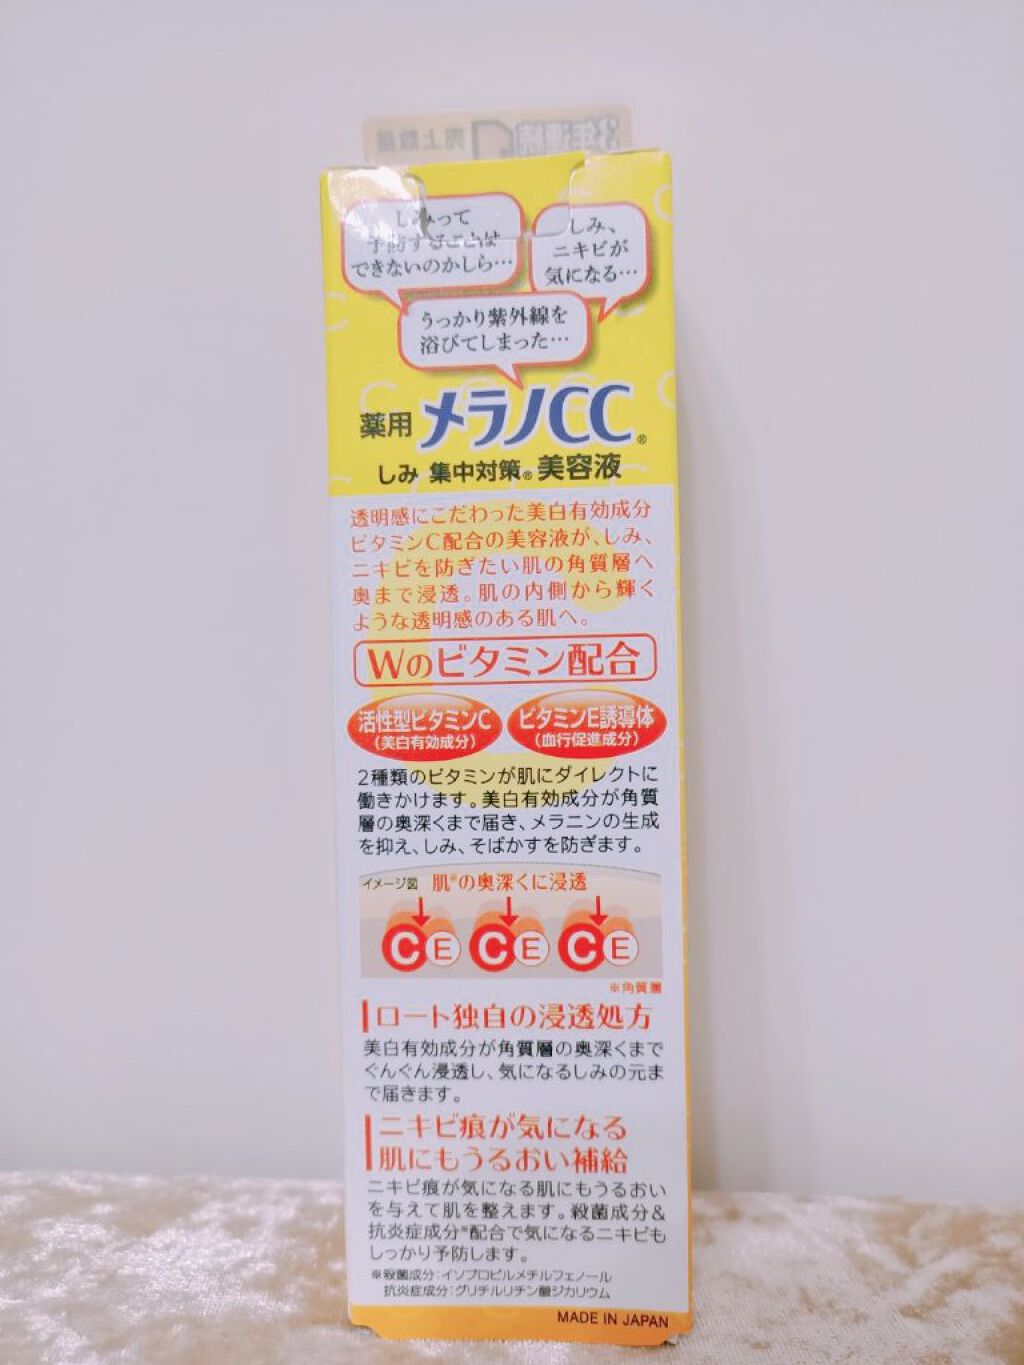 3年連続
売上数量
しみって
予防することは
できないのかしら…
しみ、
ニキビが
気になる…
うっかり紫外線を
浴びてしまった…
薬用 メラノCC®
しみ 集中対策®美容液
透明感にこだわった美白有効成分
ビタミンC配合の美容液が、しみ、
ニキビを防ぎたい肌の角質層へ
奥まで浸透。肌の内側から輝く
ような透明感のある肌へ。
Wのビタミン配合
活性型ビタミンC
(美白有効成分)
ビタミンE誘導体
(血行促進成分)
2種類のビタミンが肌にダイレクトに
働きかけます。美白有効成分が角質
層の奥深くまで届き、メラニンの生成
を抑え、しみ、そばかすを防ぎます。
イメージ図 肌※の奥深くに浸透
C E C E C E
※角質層
ロート独自の浸透処方
美白有効成分が角質層の奥深くまで
ぐんぐん浸透し、気になるしみの元ま
で届きます。
ニキビ痕が気になる
肌にもうるおい補給
ニキビ痕が気になる肌にもうるおい
を与えて肌を整えます。殺菌成分&
抗炎症成分※配合で気になるニキビも
しっかり予防します。
※殺菌成分:イソプロピルメチルフェノール
抗炎症成分:グリチルリチン酸ジカリウム
MADE IN JAPAN